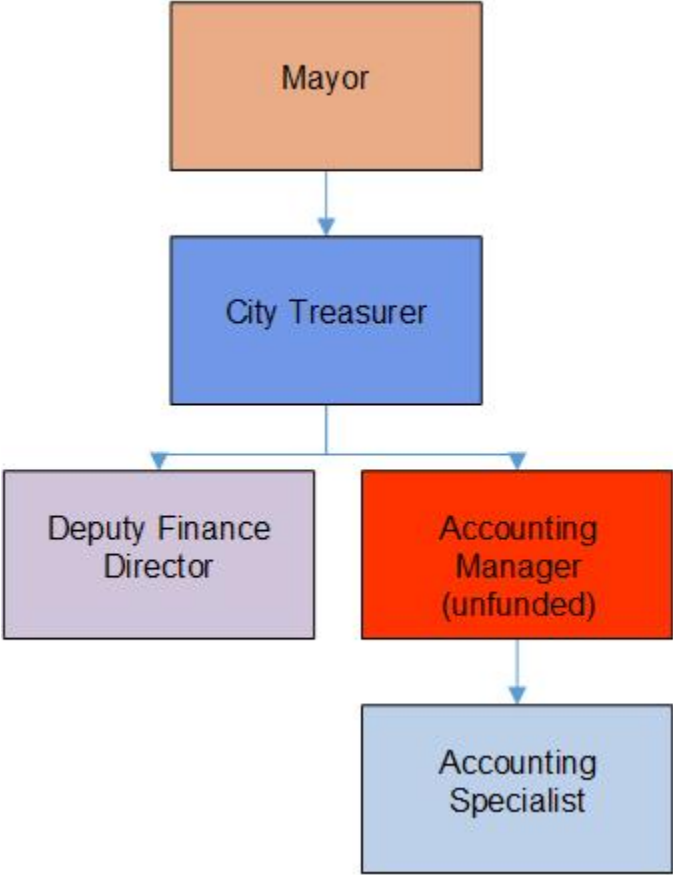 Mayor
City Treasurer
Deputy Finance
Director
Accounting
Manager
(unfunded)
Accounting
Specialist